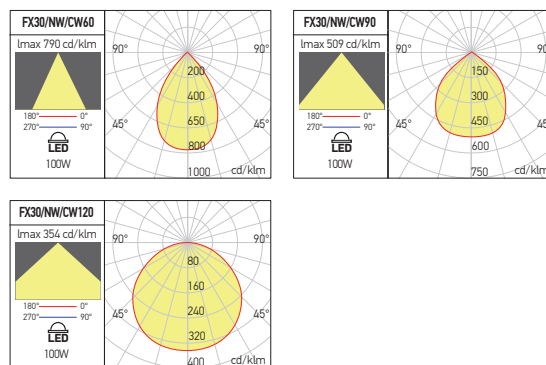 FX30/NW/CW60
Imax 790 cd/klm
180° 0°
270° 90°
LED
100W
90° 90°
200
400
45° 650 45°
800
1000 cd/klm
FX30/NW/CW90
Imax 509 cd/klm
180° 0°
270° 90°
LED
100W
90° 90
150
300
45° 450 45
600
750 cd/klm
FX30/NW/CW120
Imax 354 cd/klm
180° 0°
270° 90°
LED
100W
90° 90°
80
160
45° 240 45°
320
400 cd/klm